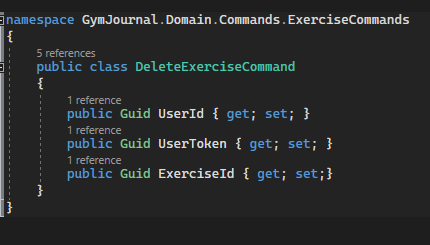 namespace GymJournal.Domain.Commands.ExerciseCommands
{
5 references
public class DeleteExerciseCommand
{
1 reference
public Guid UserId { get; set; }
1 reference
public Guid UserToken { get; set; }
1 reference
public Guid ExerciseId { get; set;}
}
}